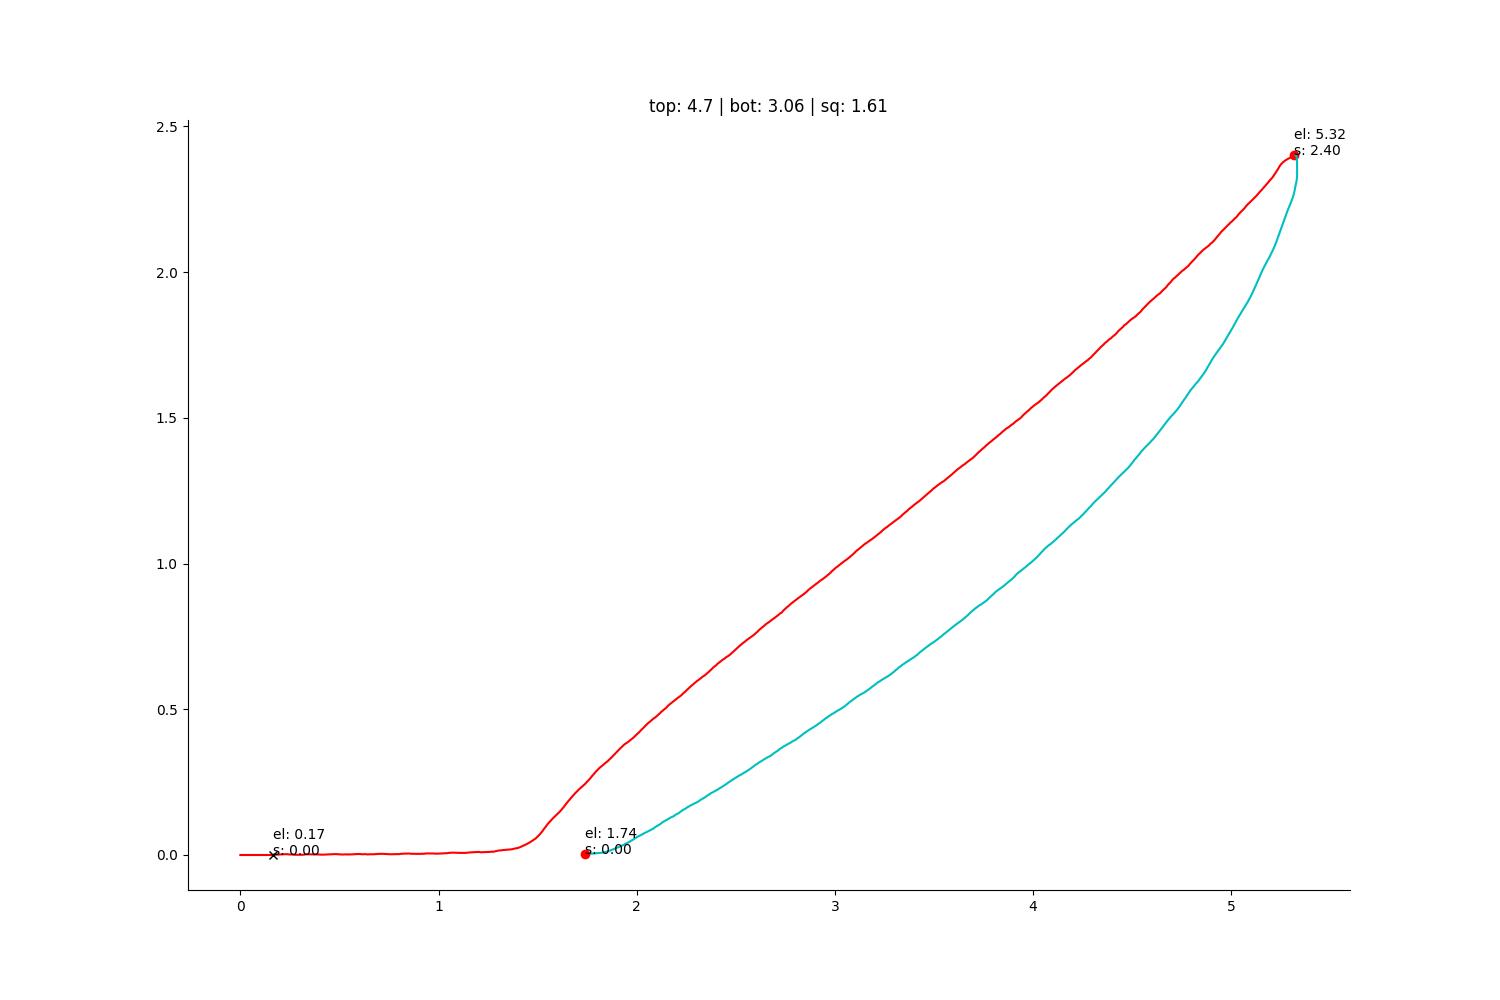 top: 4.7 | bot: 3.06 | sq: 1.61
2.5
el: 5.32
s: 2.40
2.0
1.5
1.0
0.5
el: 0.17
s: 0.00
el: 1.74
s: 0.00
0.0
0 1 2 3 4 5